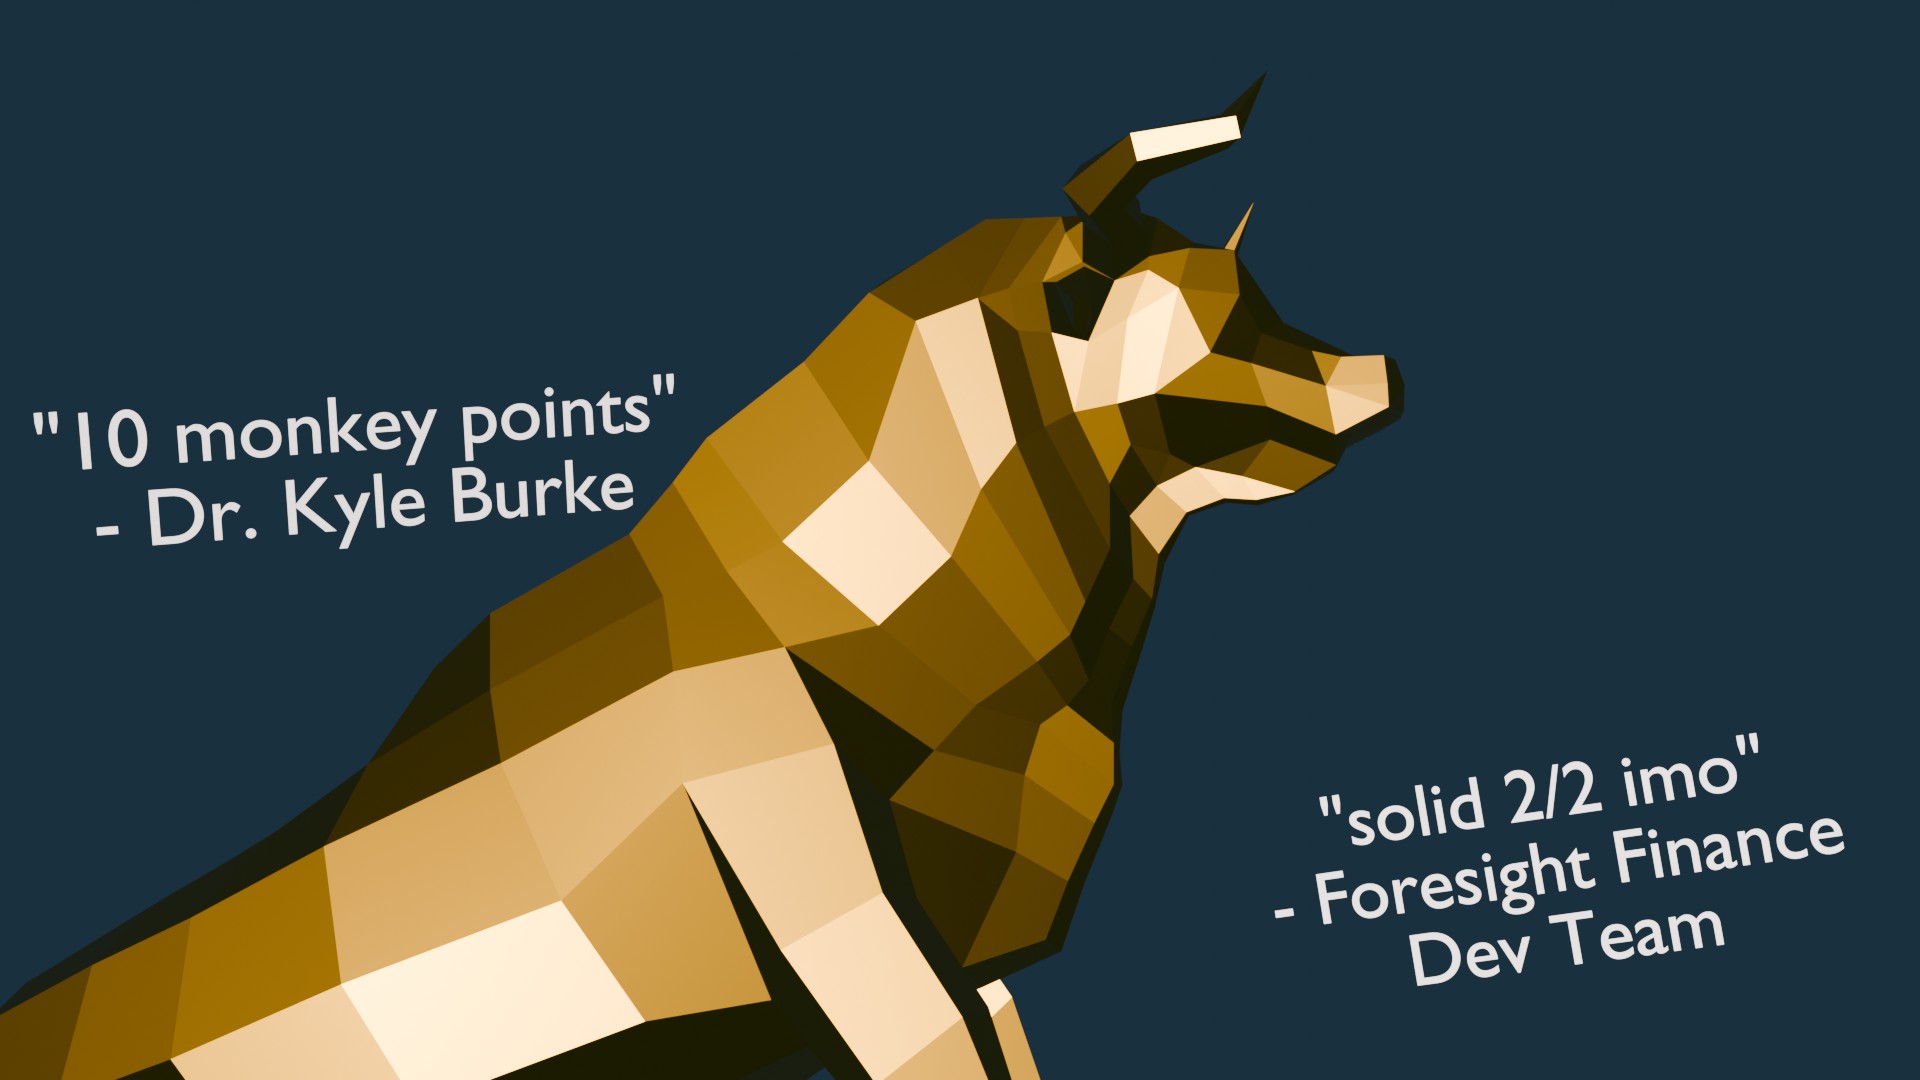 "10 monkey points"
- Dr. Kyle Burke
"solid 2/2 imo"
- Foresight Finance
Dev Team